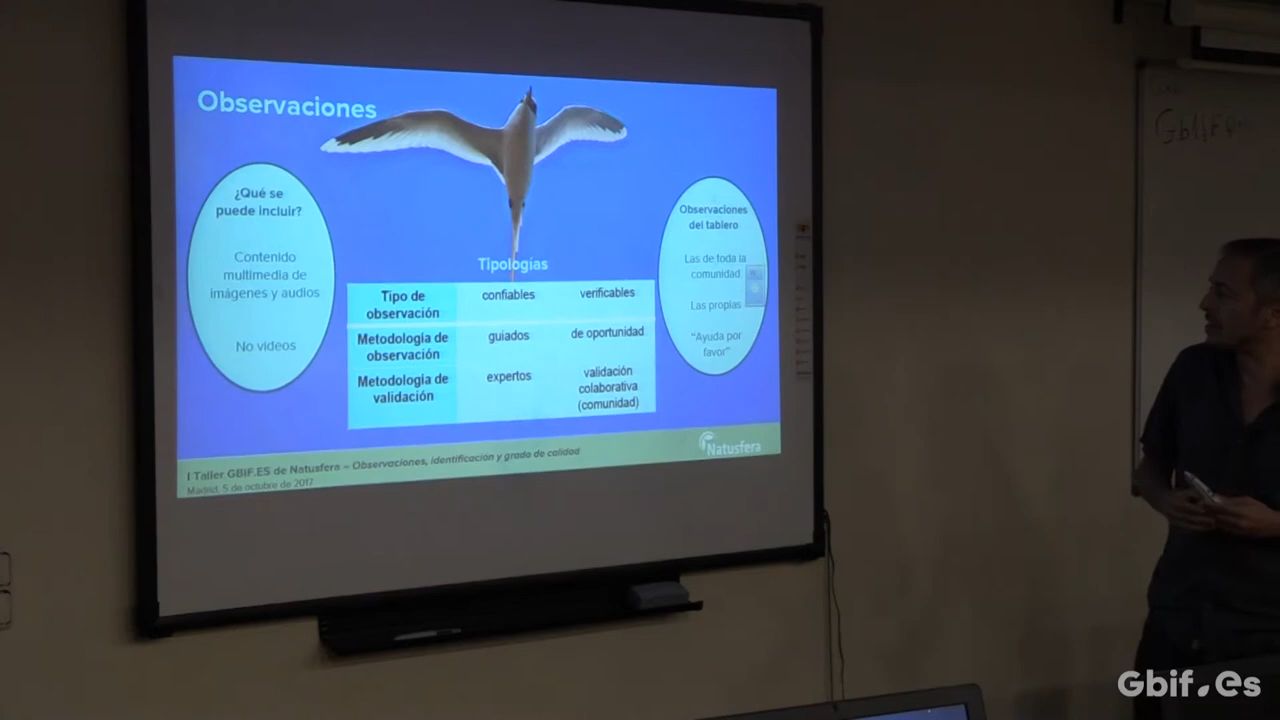 Observaciones
¿Qué se
puede incluir?
Contenido
multimedia de
imágenes y audios
No videos
Tipologías
Tipo de
observación
confiables
verificables
Metodologia de
observación
guiados
de oportunidad
Metodologia de
validación
expertos
validación
colaborativa
(comunidad)
Observaciones
del tablero
Las de toda la
comunidad
Las propias
"Ayuda por
favor"
I Taller GBIF.ES de Natusfera – Observaciones, identificación y grado de calidad
Madrid, 5 de octubre de 2017
Natusfera
Gbif.es